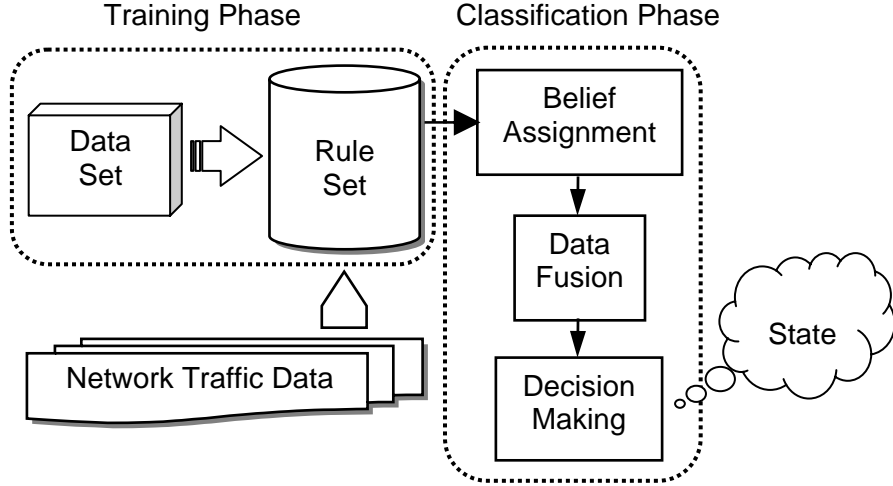 Training Phase
Classification Phase
Data
Set
Rule
Set
Belief
Assignment
Data
Fusion
Decision
Making
State
Network Traffic Data